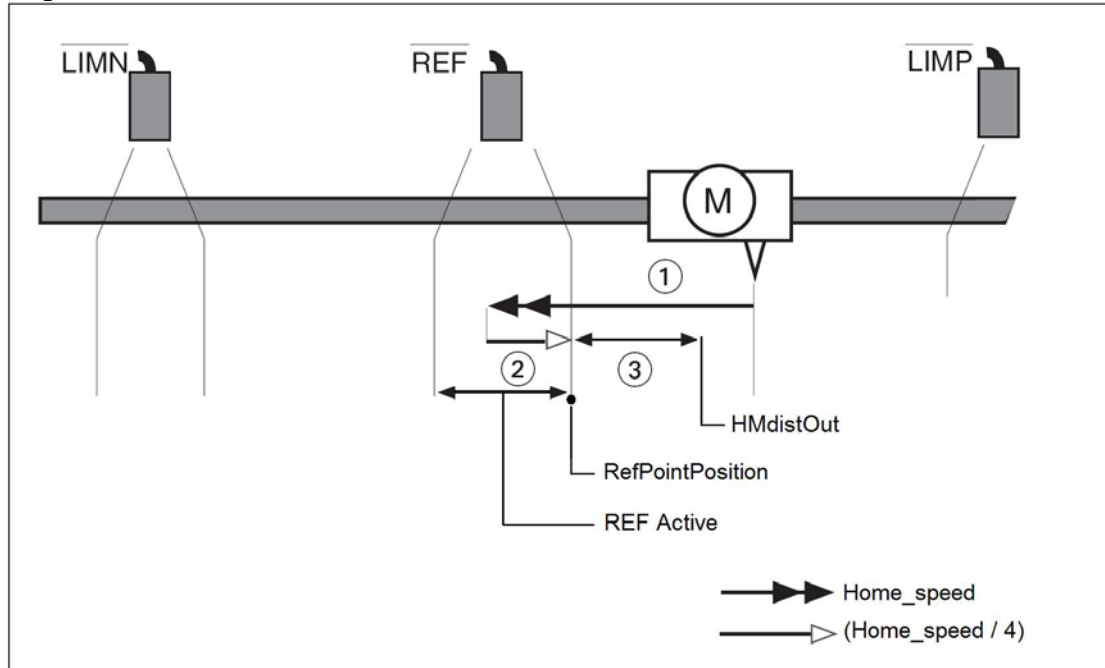 LIMN
REF
LIMP
M
1
2
3
HMdistOut
RefPointPosition
REF Active
Home_speed
(Home_speed / 4)